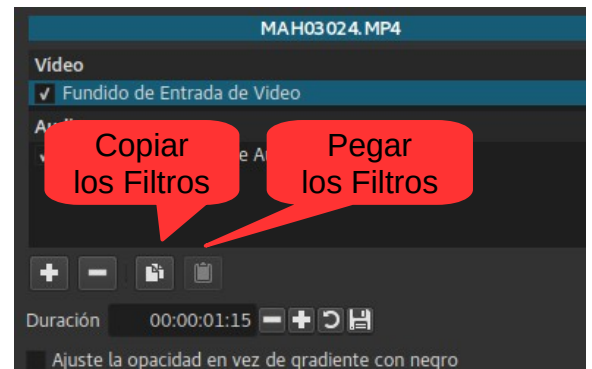 MAH03024.MP4
Vídeo
Fundido de Entrada de Video
Copiar
los Filtros
Pegar
los Filtros
Duración 00:00:01:15
Ajuste la opacidad en vez de gradiente con negro